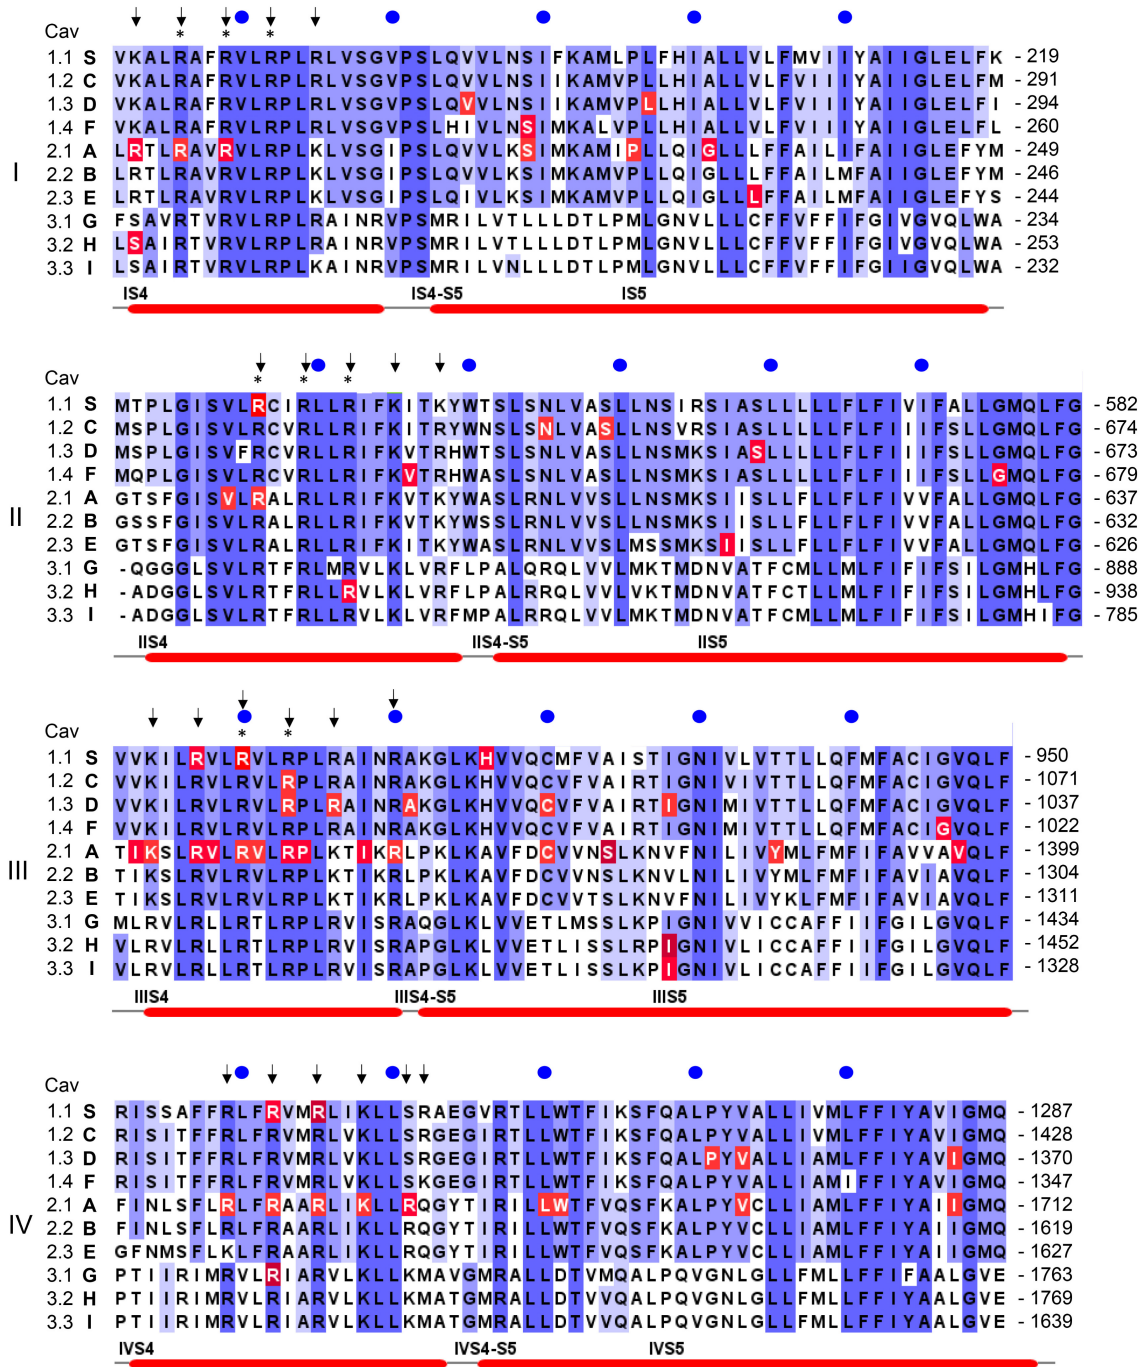 Cav
* * *
1.1 S VKALRAFRVLRPLRLVSGVPSLQVVLNSIFKAMLPLFHIALLVLFMVIIYAIIGLELFK - 219
1.2 C VKALRAFRVLRPLRLVSGVPSLQVVLNSIIKAMVPLLHIALLVLFVIIIYAIIGLELFM - 291
1.3 D VKALRAFRVLRPLRLVSGVPSLQVVLNSIIKAMVPLLHIALLVLFVIIIYAIIGLELFI - 294
1.4 F VKALRAFRVLRPLRLVSGVPSLHIVLNSIMKALVPLLHIALLVLFVIIIYAIIGLELFL - 260
2.1 A LRTLRAVRVLRPLKLVSGIPSLQVVLKSIMKAMIPLLQIGLLLFFAILIFAIIGLEFYM - 249
2.2 B LRTLRAVRVLRPLKLVSGIPSLQVVLKSIMKAMVPLLQIGLLLFFAILMFAIIGLEFYM - 246
2.3 E LRTLRAVRVLRPLKLVSGIPSLQIVLKSIMKAMVPLLQIGLLLFFAILMFAIIGLEFYS - 244
3.1 G FSAVRTVRVLRPLRAINRVPSMRILVTLLLDTLPMLGNVLLLCFFVFFIFGIVGVQLWA - 234
3.2 H LSAIRTVRVLRPLRAINRVPSMRILVTLLLDTLPMLGNVLLLCFFVFFIFGIVGVQLWA - 253
3.3 I LSAIRTVRVLRPLKAINRVPSMRILVNLLLDTLPMLGNVLLLCFFVFFIFGIIGVQLWA - 232
I
IS4 IS4-S5 IS5
Cav
* * *
1.1 S MTPLGISVLRCIRLLRIFKITKYWTSLSNLVASLLNSIRSIASLLLLLFLFIVIFALLGMQLFG - 582
1.2 C MSPLGISVLRCVRLLRIFKITRYWNSLSNLVASLLNSVRSIASLLLLLFLFIIIFSLLGMQLFG - 674
1.3 D MSPLGISVFRCVRLLRIFKVTRHWTSLSNLVASLLNSMKSIASLLLLLFLFIIIFSLLGMQLFG - 673
1.4 F MQPLGISVLRCVRLLRIFKVTRHWASLSNLVASLLNSMKSIASLLLLLFLFIIIFSLLGMQLFG - 679
2.1 A GTSFGISVLRALRLLRIFKVTKYWASLRNLVVSLLNSMKSIISLLFLLFLFIVVFALLGMQLFG - 637
2.2 B GSSFGISVLRALRLLRIFKVTKYWSSLRNLVVSLLNSMKSIISLLFLLFLFIVVFALLGMQLFG - 632
2.3 E GTSFGISVLRALRLLRIFKITKYWASLRNLVVSLMSSMKSIISLLFLLFLFIVVFALLGMQLFG - 626
3.1 G -QGGGLSVLRTFRLMRVLKLVRFLPALQRQLVVLMKTMDNVATFCMLLMLFIFIFSILGMHLFG - 888
3.2 H -ADGGLSVLRTFRLLRVLKLVRFLPALRRQLVVLVKTMDNVATFCTLLMLFIFIFSILGMHLFG - 938
3.3 I -ADGGLSVLRTFRLLRVLKLVRFMPALRRQLVVLMKTMDNVATFCMLLMLFIFIFSILGMHIFG - 785
II
IIS4 IIS4-S5 IIS5
Cav
* *
1.1 S VVKILRVLRVLRPLRAINRAKGLKHVVQCMFVAISTIGNIVLVTTLLQFMFACIGVQLF - 950
1.2 C VVKILRVLRVLRPLRAINRAKGLKHVVQCVFVAIRTIGNIVIVTTLLQFMFACIGVQLF - 1071
1.3 D VVKILRVLRVLRPLRAINRAKGLKHVVQCVFVAIRTIGNIMIVTTLLQFMFACIGVQLF - 1037
1.4 F VVKILRVLRVLRPLRAINRAKGLKHVVQCVFVAIRTIGNIMIVTTLLQFMFACIGVQLF - 1022
2.1 A TIKSLRVLRVLRPLKTIKRLPKLKAVFDCVVNSLKNVFNILIVYMLFMFIFAVVAVQLF - 1399
2.2 B TIKSLRVLRVLRPLKTIKRLPKLKAVFDCVVNSLKNVLNILIVYMLFMFIFAVIAVQLF - 1304
2.3 E TIKSLRVLRVLRPLKTIKRLPKLKAVFDCVVTSLKNVFNILIVYKLFMFIFAVIAVQLF - 1311
3.1 G MLRVLRLLRTLRPLRVISRAQGLKLVVETLMSSLKPIGNIVVICCAFFIIFGILGVQLF - 1434
3.2 H VLRVLRLLRTLRPLRVISRAPGLKLVVETLISSLRPIGNIVLICCAFFIIFGILGVQLF - 1452
3.3 I VLRVLRLLRTLRPLRVISRAPGLKLVVETLISSLKPIGNIVLICCAFFIIFGILGVQLF - 1328
III
IIIS4 IIIS4-S5 IIIS5
Cav
1.1 S RISSAFFRLFRVMRLIKLLSRAEGVRTLLWTFIKSFQALPYVALLIVMLFFIYAVIGMQ - 1287
1.2 C RISITFFRLFRVMRLVKLLSRGEGIRTLLWTFIKSFQALPYVALLIVMLFFIYAVIGMQ - 1428
1.3 D RISITFFRLFRVMRLVKLLSRGEGIRTLLWTFIKSFQALPYVALLIAMLFFIYAVIGMQ - 1370
1.4 F RISITFFRLFRVMRLVKLLSKGEGIRTLLWTFIKSFQALPYVALLIAMIFFIYAVIGMQ - 1347
2.1 A FINLSFLRLFRAARLIKLLRQGYTIRILLWTFVQSFKALPYVCLLIAMLFFIYAVIGMQ - 1712
2.2 B FINLSFLRLFRAARLIKLLRQGYTIRILLWTFVQSFKALPYVCLLIAMLFFIYAIIGMQ - 1619
2.3 E GFNMSFLKLFRAARLIKLLRQGYTIRILLWTFVQSFKALPYVCLLIAMLFFIYAIIGMQ - 1627
3.1 G PTIIRIMRVLRIARVLKLLKMAVGMRALLDTVMQALPQVGNLGLLFMLLFFIFAALGVE - 1763
3.2 H PTIIRIMRVLRIARVLKLLKMATGMRALLDTVVQALPQVGNLGLLFMLLFFIYAALGVE - 1769
3.3 I PTIIRIMRVLRIARVLKLLKMATGMRALLDTVVQALPQVGNLGLLFMLLFFIYAALGVE - 1639
IV
IVS4 IVS4-S5 IVS5